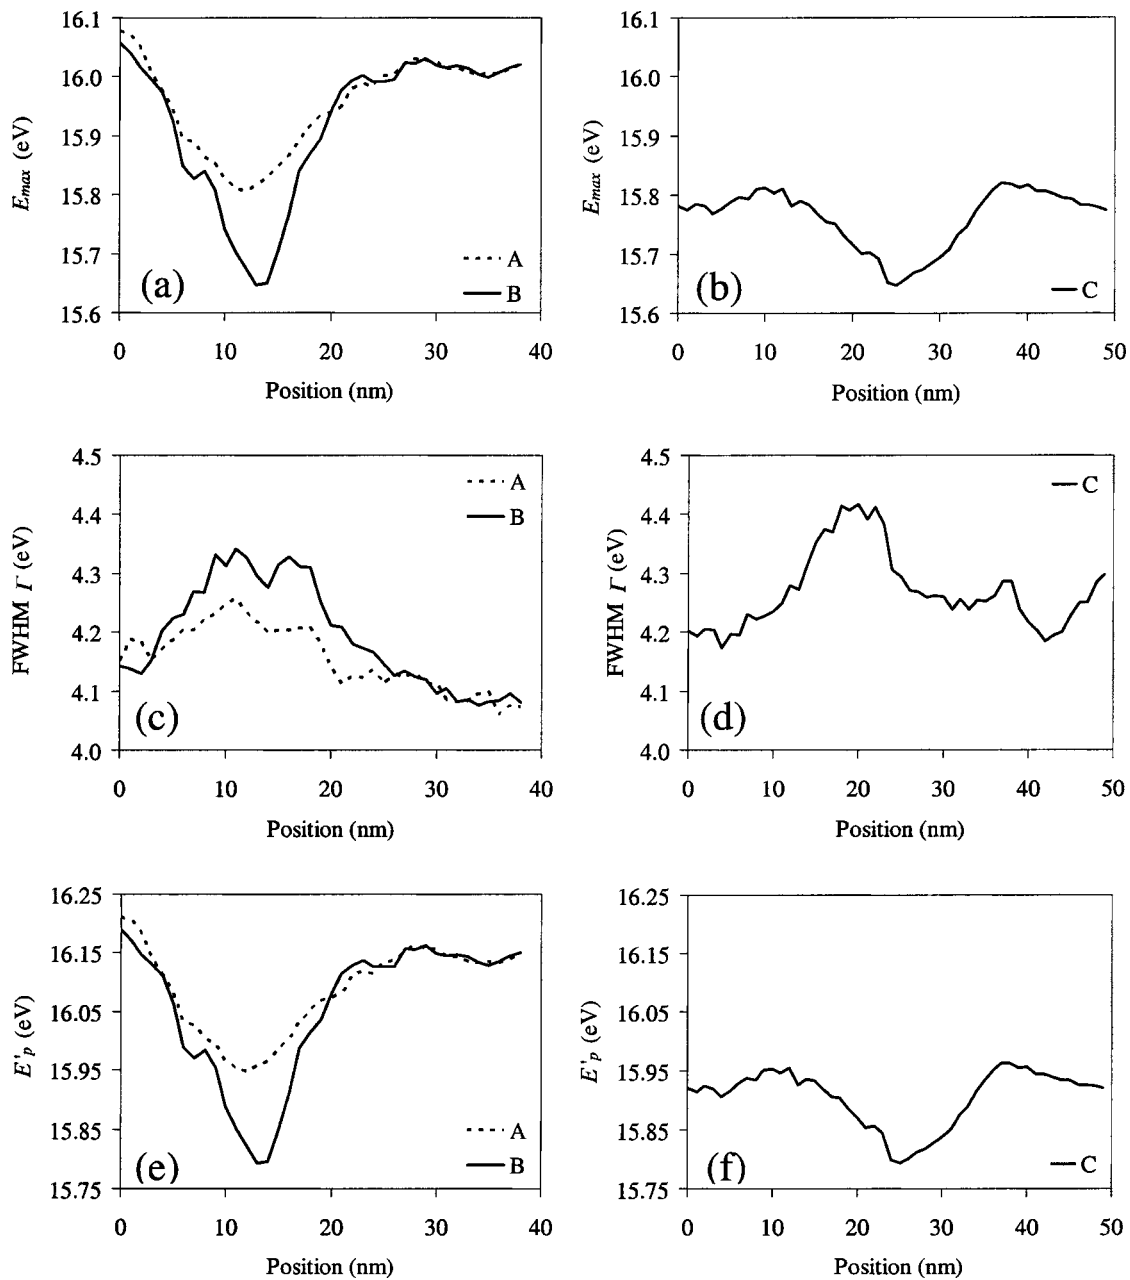 16.1
16.0
15.9
15.8
15.7
15.6
E_max (eV)
A
B
(a)
0 10 20 30 40
Position (nm)
16.1
16.0
15.9
15.8
15.7
15.6
E_max (eV)
C
(b)
0 10 20 30 40 50
Position (nm)
4.5
4.4
4.3
4.2
4.1
4.0
FWHM Γ (eV)
A
B
(c)
0 10 20 30 40
Position (nm)
4.5
4.4
4.3
4.2
4.1
4.0
FWHM Γ (eV)
C
(d)
0 10 20 30 40 50
Position (nm)
16.25
16.15
16.05
15.95
15.85
15.75
E'_p (eV)
A
B
(e)
0 10 20 30 40
Position (nm)
16.25
16.15
16.05
15.95
15.85
15.75
E'_p (eV)
C
(f)
0 10 20 30 40 50
Position (nm)